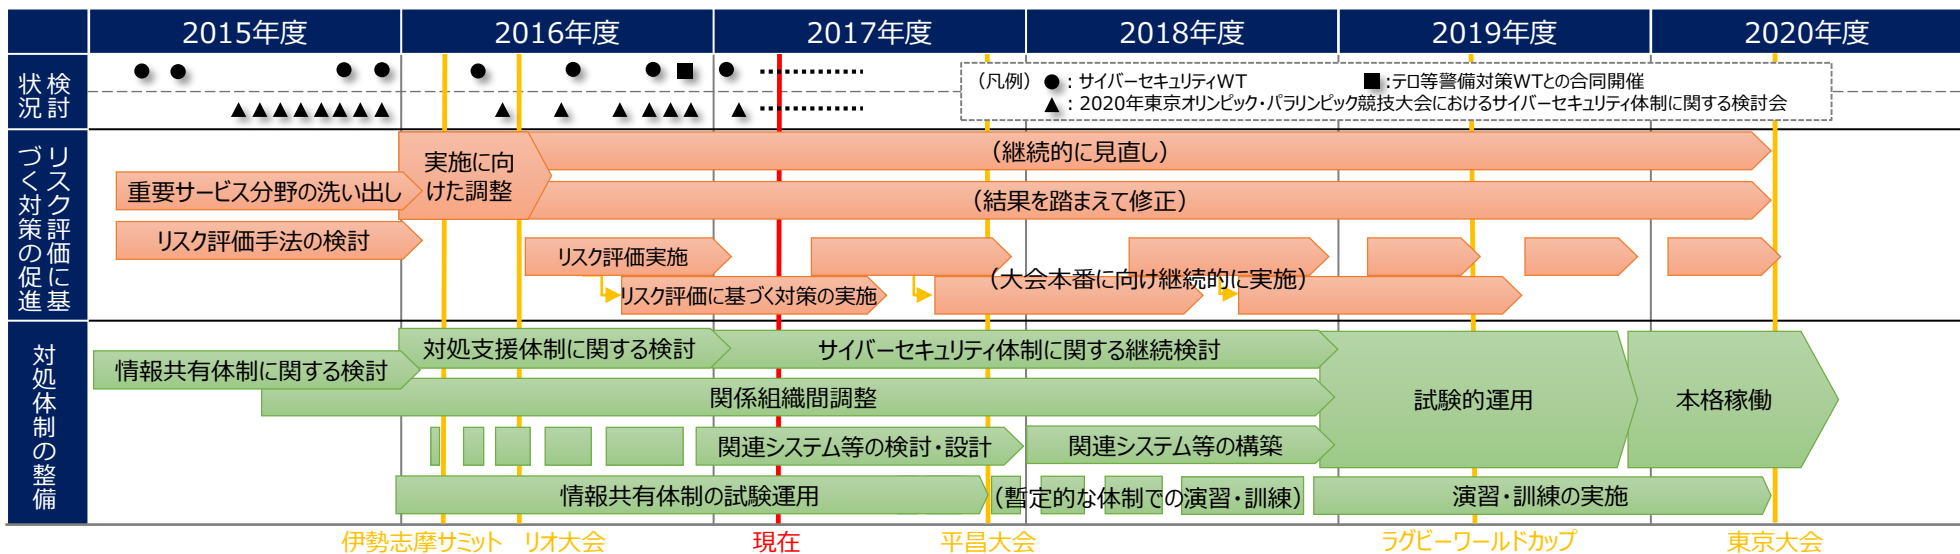 2015年度
2016年度
2017年度
2018年度
2019年度
2020年度
検討
状況
(凡例) ● : サイバーセキュリティWT
■ :テロ等警備対策WTとの合同開催
▲ : 2020年東京オリンピック・パラリンピック競技大会におけるサイバーセキュリティ体制に関する検討会
リスク評価に基
づく対策の促進
重要サービス分野の洗い出し
リスク評価手法の検討
実施に向
けた調整
(継続的に見直し)
(結果を踏まえて修正)
リスク評価実施
リスク評価に基づく対策の実施
(大会本番に向け継続的に実施)
対処体制の整備
情報共有体制に関する検討
対処支援体制に関する検討
サイバーセキュリティ体制に関する継続検討
関係組織間調整
関連システム等の検討・設計
関連システム等の構築
情報共有体制の試験運用
(暫定的な体制での演習・訓練)
試験的運用
本格稼働
演習・訓練の実施
伊勢志摩サミット
リオ大会
現在
平昌大会
ラグビーワールドカップ
東京大会